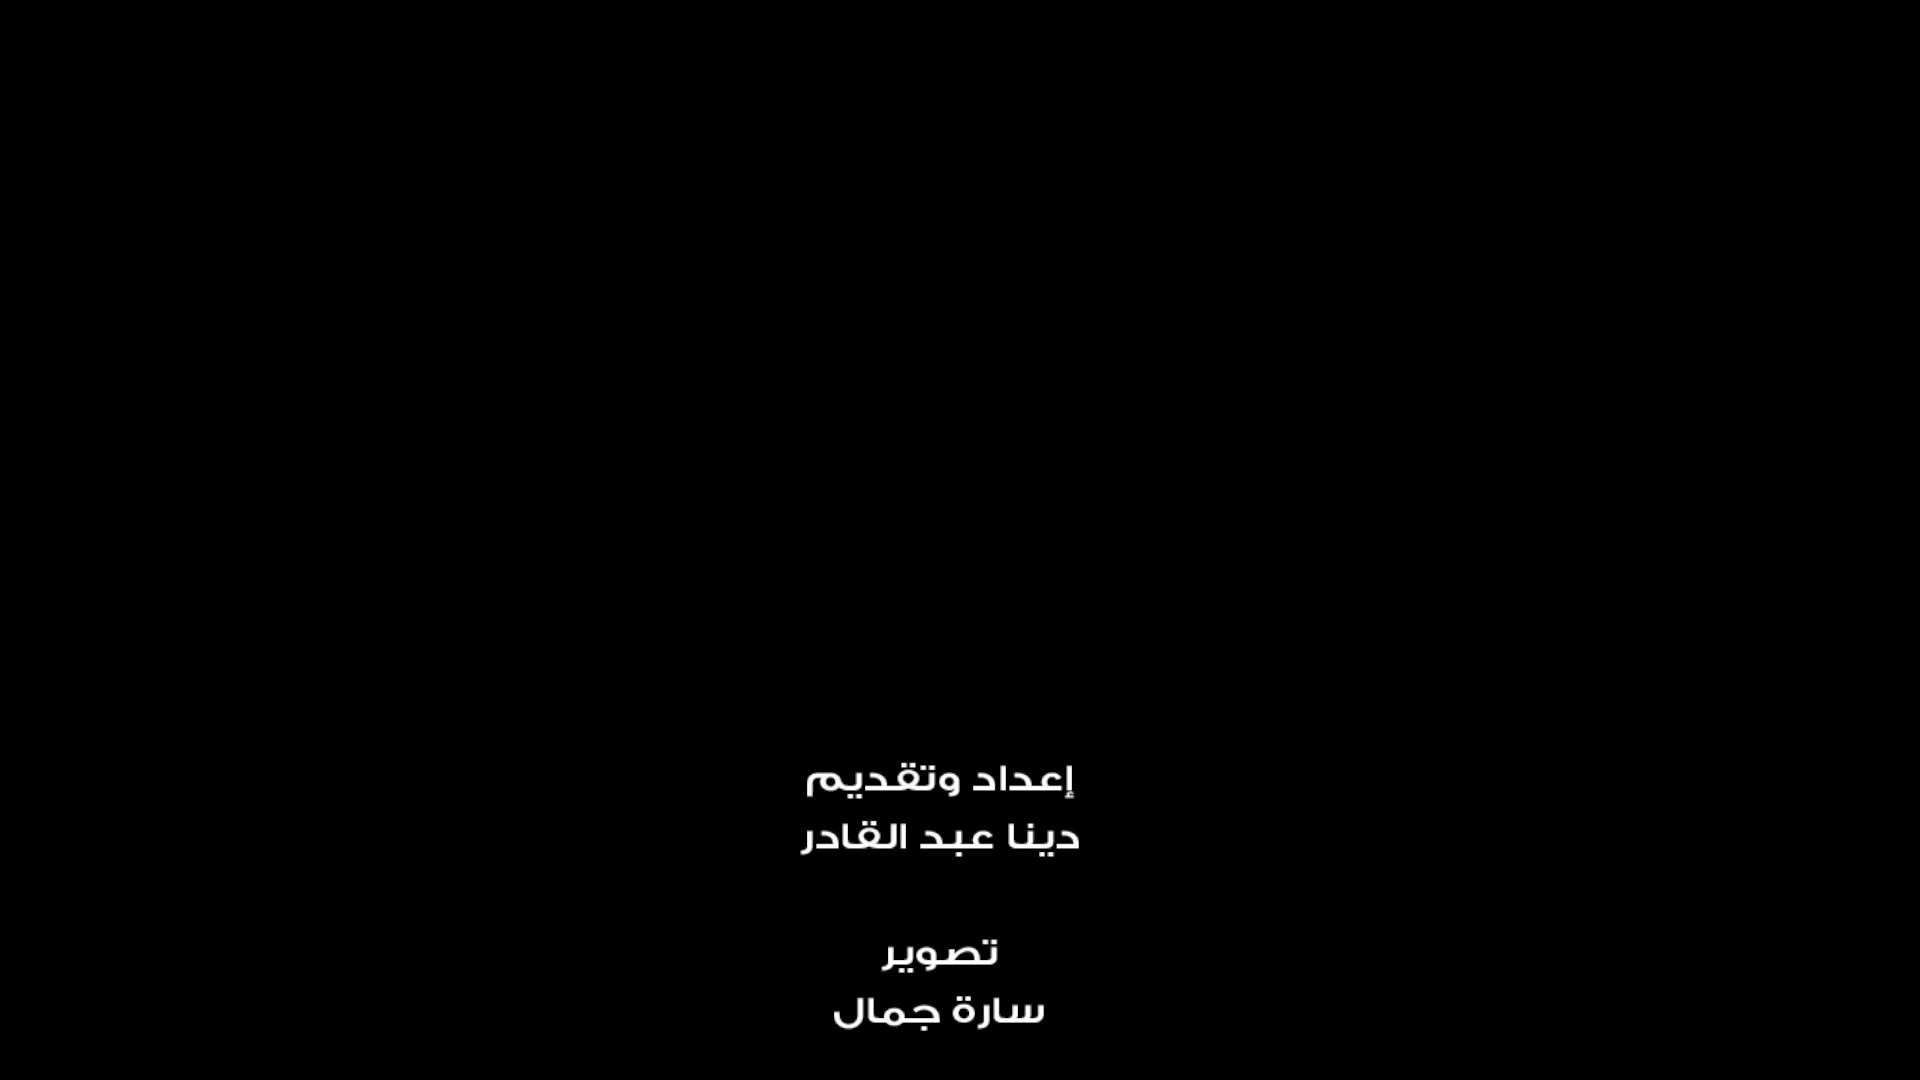 إعداد وتقديم
دينا عبد القادر
تصوير
سارة جمال